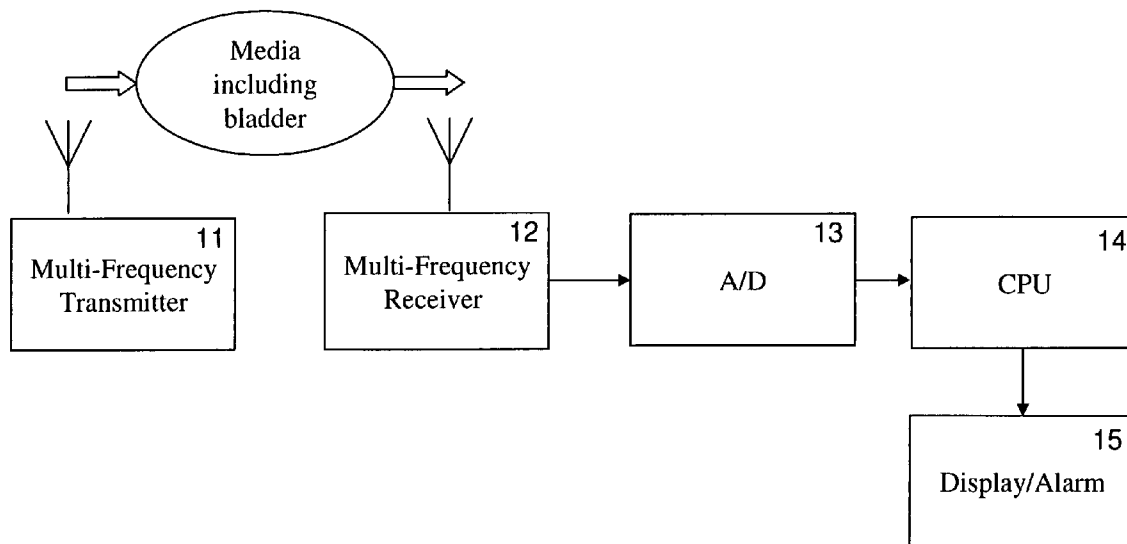 Media
including
bladder
11
Multi-Frequency
Transmitter
12
Multi-Frequency
Receiver
13
A/D
14
CPU
15
Display/Alarm